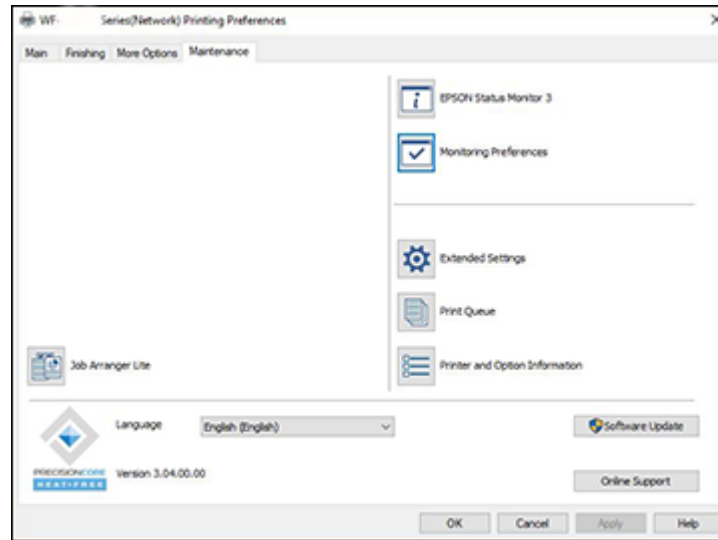 WF- Series(Network) Printing Preferences
Main Finishing More Options Maintenance
i EPSON Status Monitor 3
Monitoring Preferences
Extended Settings
Print Queue
Job Arranger Lite
Printer and Option Information
Language English (English)
Software Update
PRECISIONCORE
HEAT-FREE
Version 3.04.00.00
Online Support
OK Cancel Apply Help